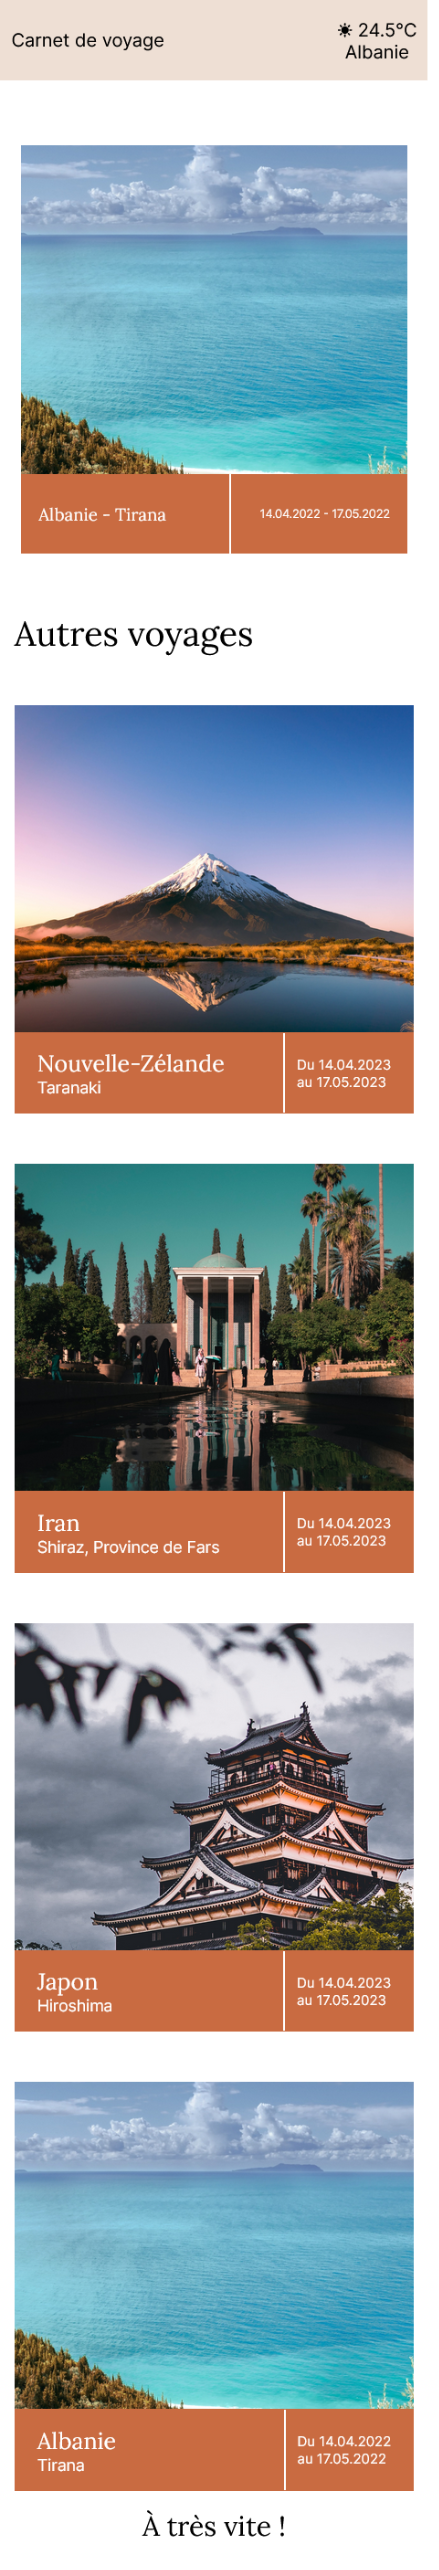 Carnet de voyage
☀ 24.5°C
Albanie
Albanie - Tirana
14.04.2022 - 17.05.2022
Autres voyages
Nouvelle-Zélande
Taranaki
Du 14.04.2023
au 17.05.2023
Iran
Shiraz, Province de Fars
Du 14.04.2023
au 17.05.2023
Japon
Hiroshima
Du 14.04.2023
au 17.05.2023
Albanie
Tirana
Du 14.04.2022
au 17.05.2022
À très vite !